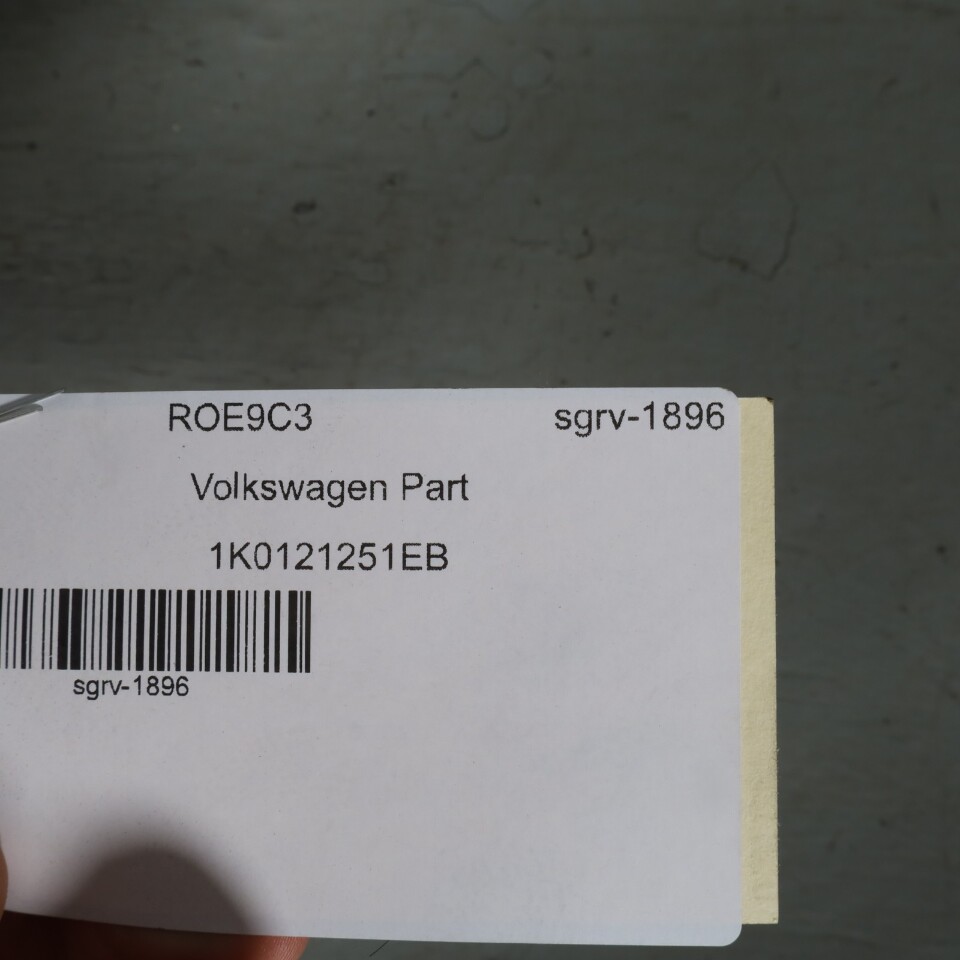 ROE9C3 sgrv-1896
Volkswagen Part
1K0121251EB
sgrv-1896